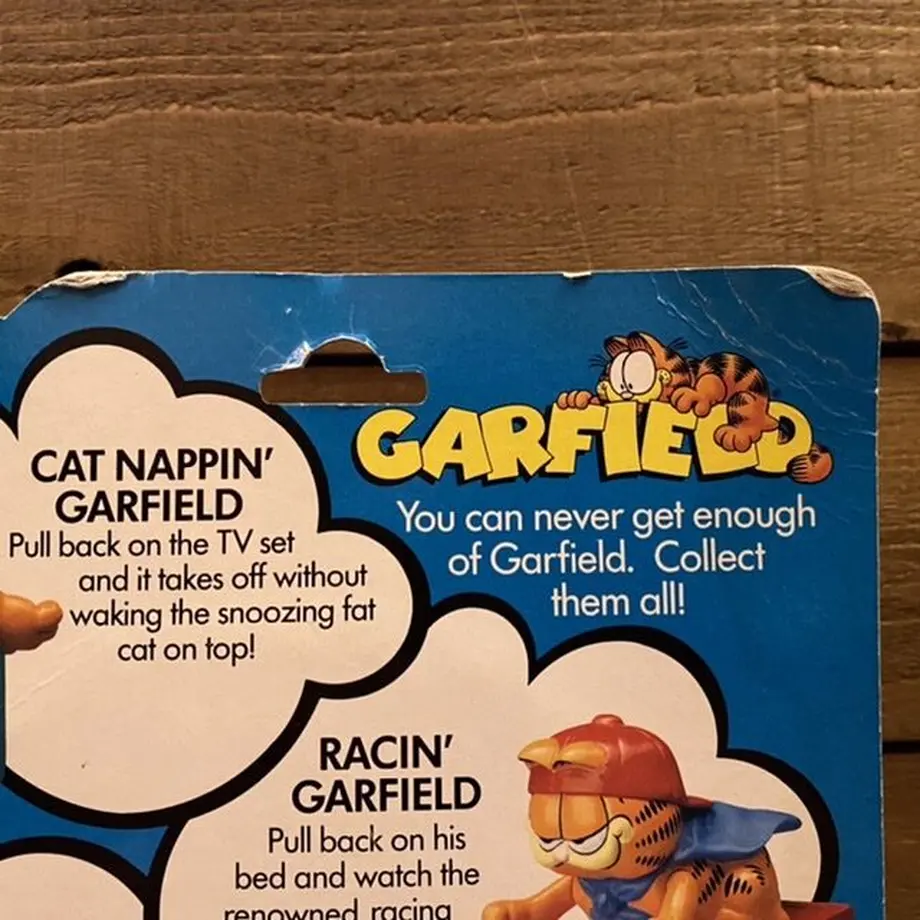 GARFIELD
You can never get enough
of Garfield. Collect
them all!
CAT NAPPIN'
GARFIELD
Pull back on the TV set
and it takes off without
waking the snoozing fat
cat on top!
RACIN'
GARFIELD
Pull back on his
bed and watch the
renowned racing